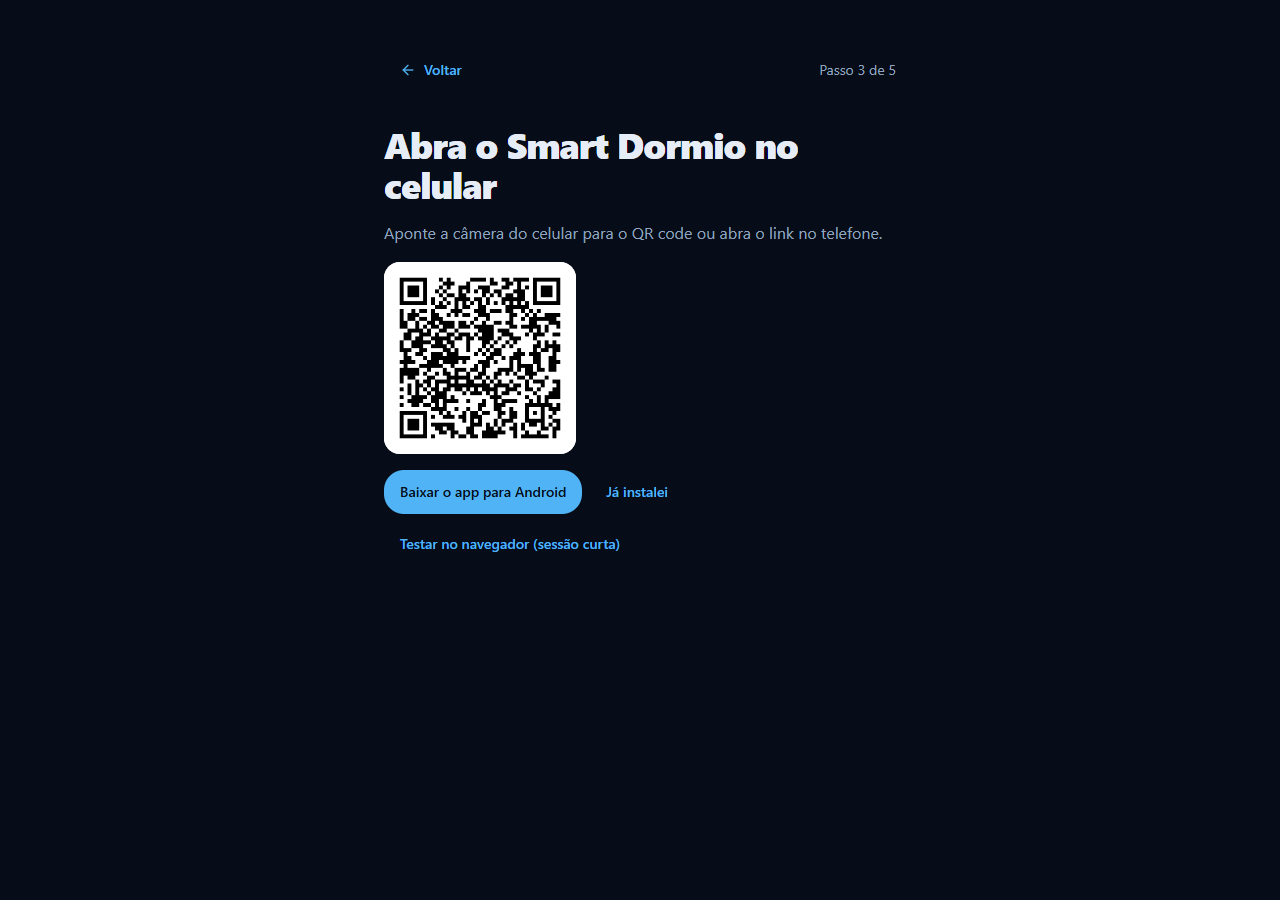 Voltar
Passo 3 de 5
Abra o Smart Dormio no
celular
Aponte a câmera do celular para o QR code ou abra o link no telefone.
Baixar o app para Android
Já instalei
Testar no navegador (sessão curta)